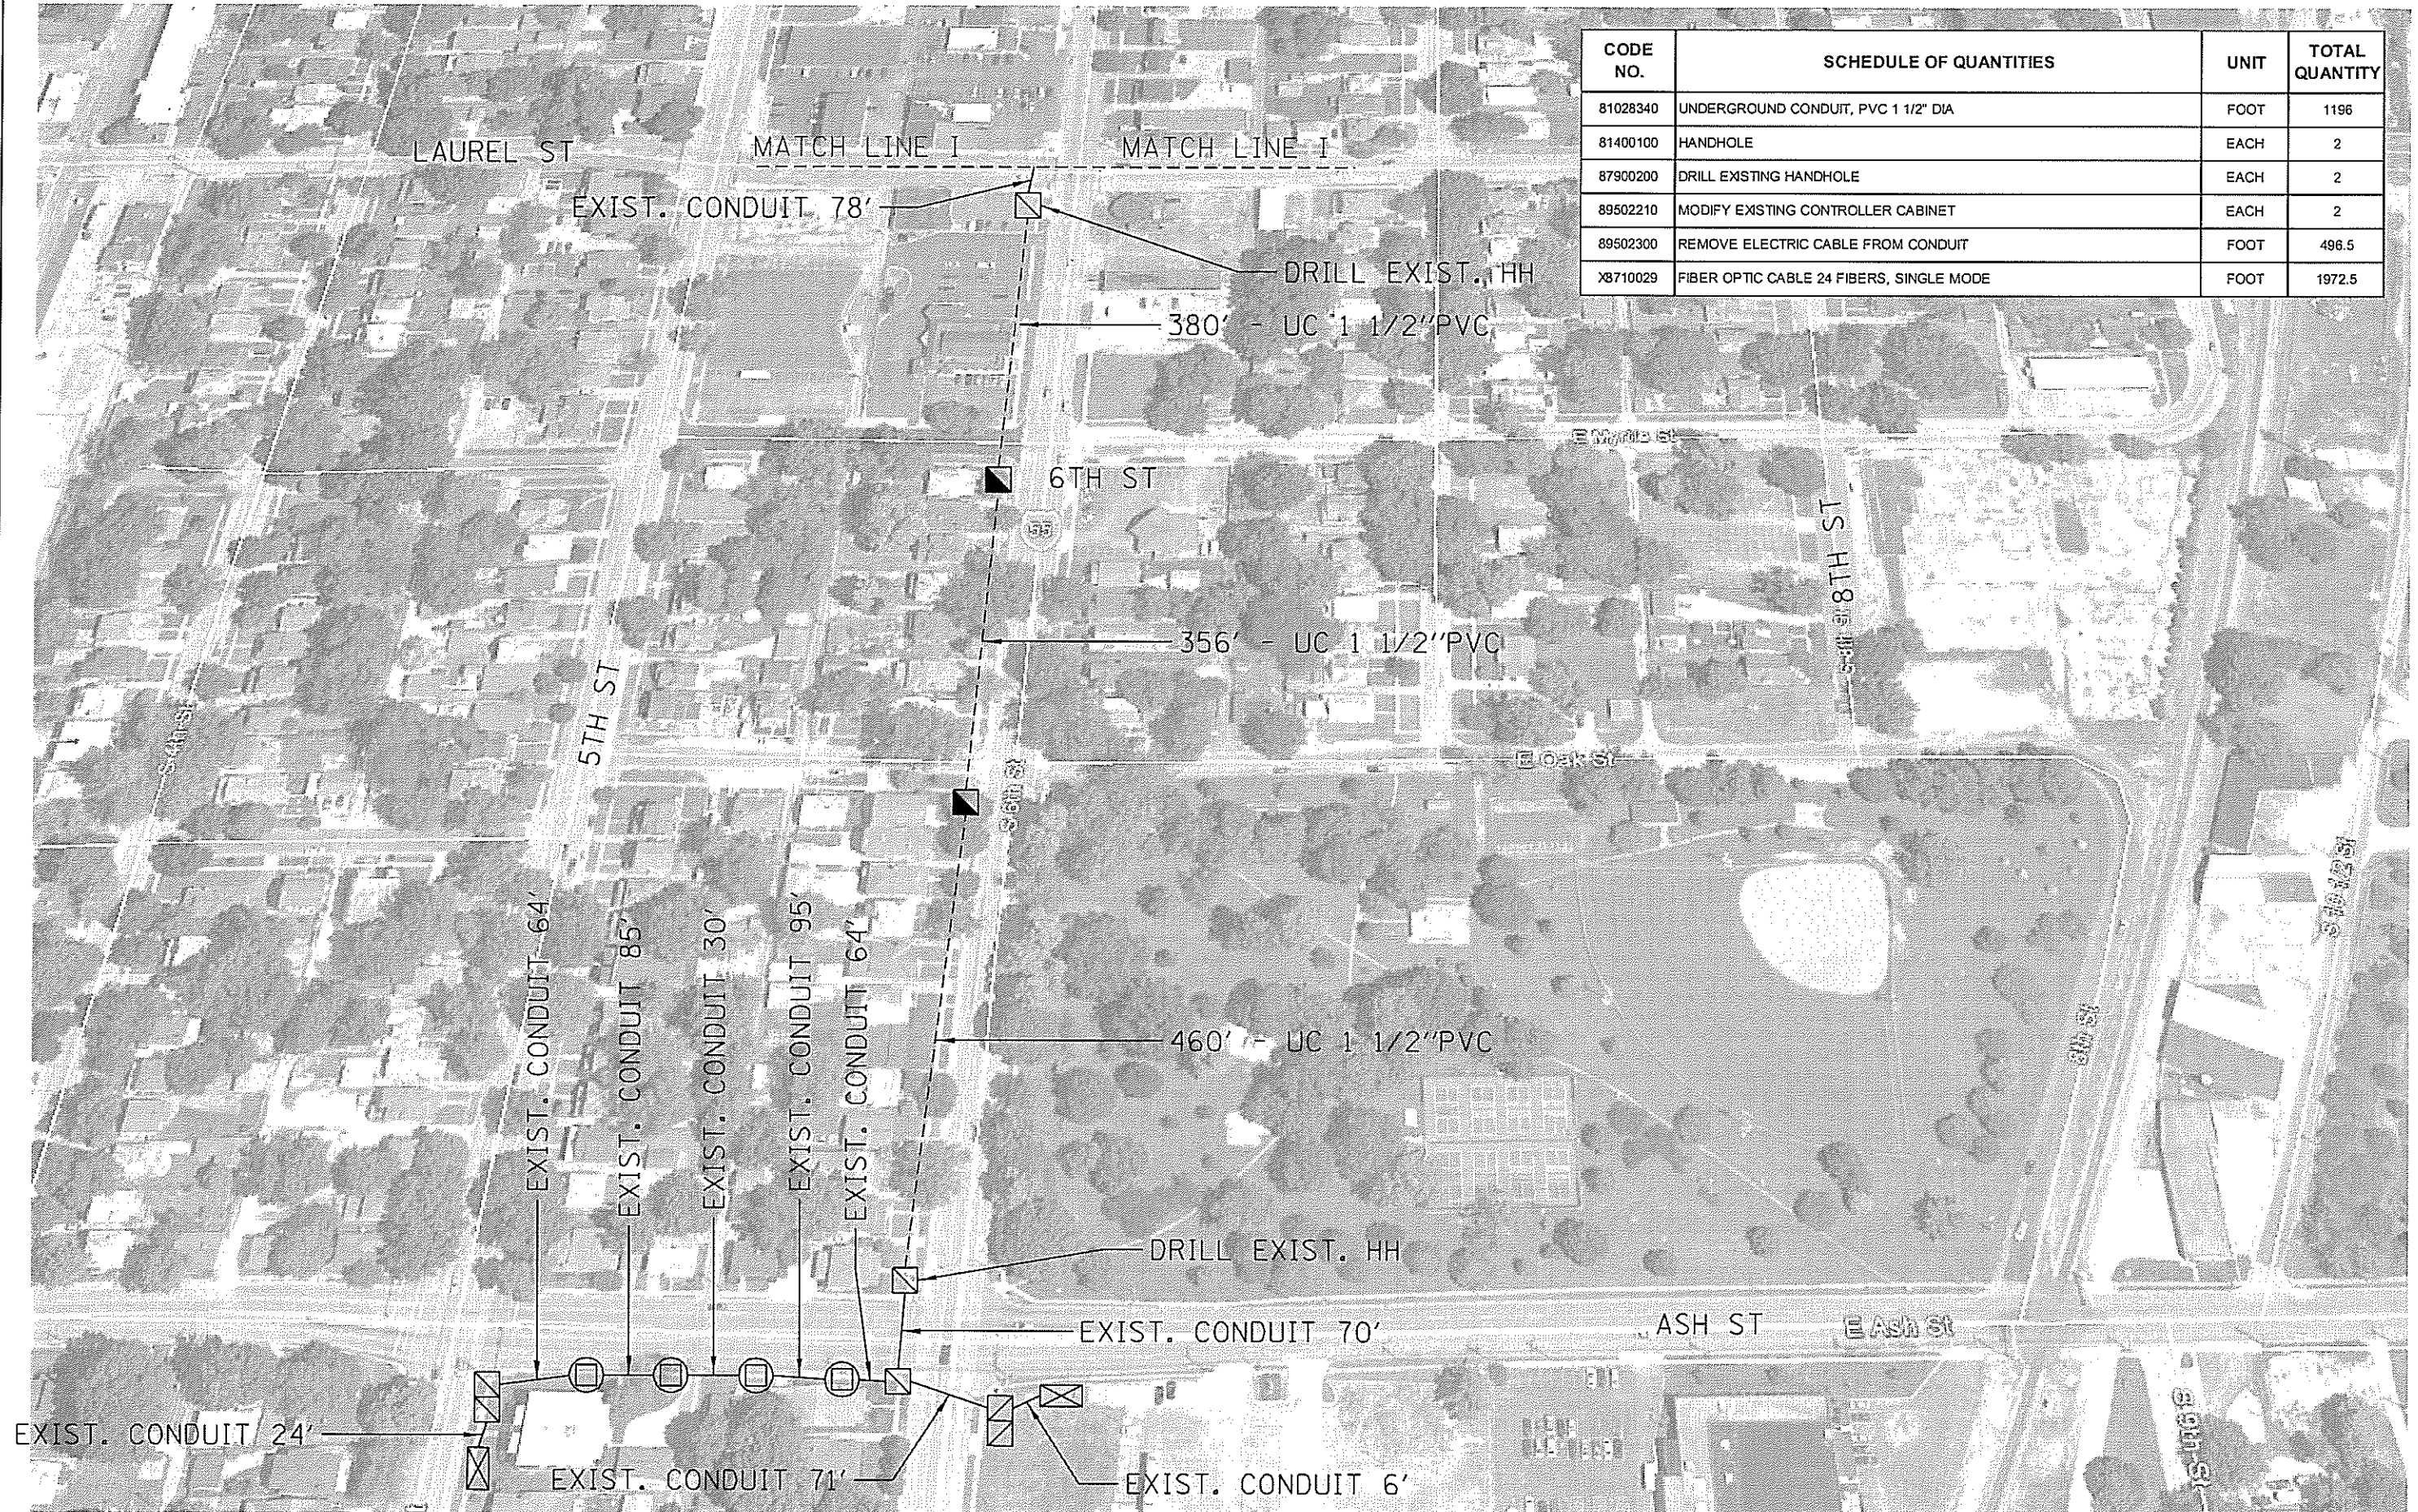 CODE NO. SCHEDULE OF QUANTITIES UNIT TOTAL QUANTITY
81028340 UNDERGROUND CONDUIT, PVC 1 1/2" DIA FOOT 1196
81400100 HANDHOLE EACH 2
87900200 DRILL EXISTING HANDHOLE EACH 2
89502210 MODIFY EXISTING CONTROLLER CABINET EACH 2
89502300 REMOVE ELECTRIC CABLE FROM CONDUIT FOOT 496.5
X8710029 FIBER OPTIC CABLE 24 FIBERS, SINGLE MODE FOOT 1972.5
LAUREL ST
MATCH LINE I
MATCH LINE I
EXIST. CONDUIT 78'
DRILL EXIST. HH
380' - UC 1 1/2"PVC
E Myrtle St
6TH ST
55
8TH ST
S 8th St
356' - UC 1 1/2"PVC
5TH ST
S 4th St
E Oak St
S 6th St
EXIST. CONDUIT 64'
EXIST. CONDUIT 85'
EXIST. CONDUIT 30'
EXIST. CONDUIT 95'
EXIST. CONDUIT 64'
460' - UC 1 1/2"PVC
9th St
DRILL EXIST. HH
EXIST. CONDUIT 70'
ASH ST
E Ash St
S 9th St
EXIST. CONDUIT 24'
EXIST. CONDUIT 71'
EXIST. CONDUIT 6'